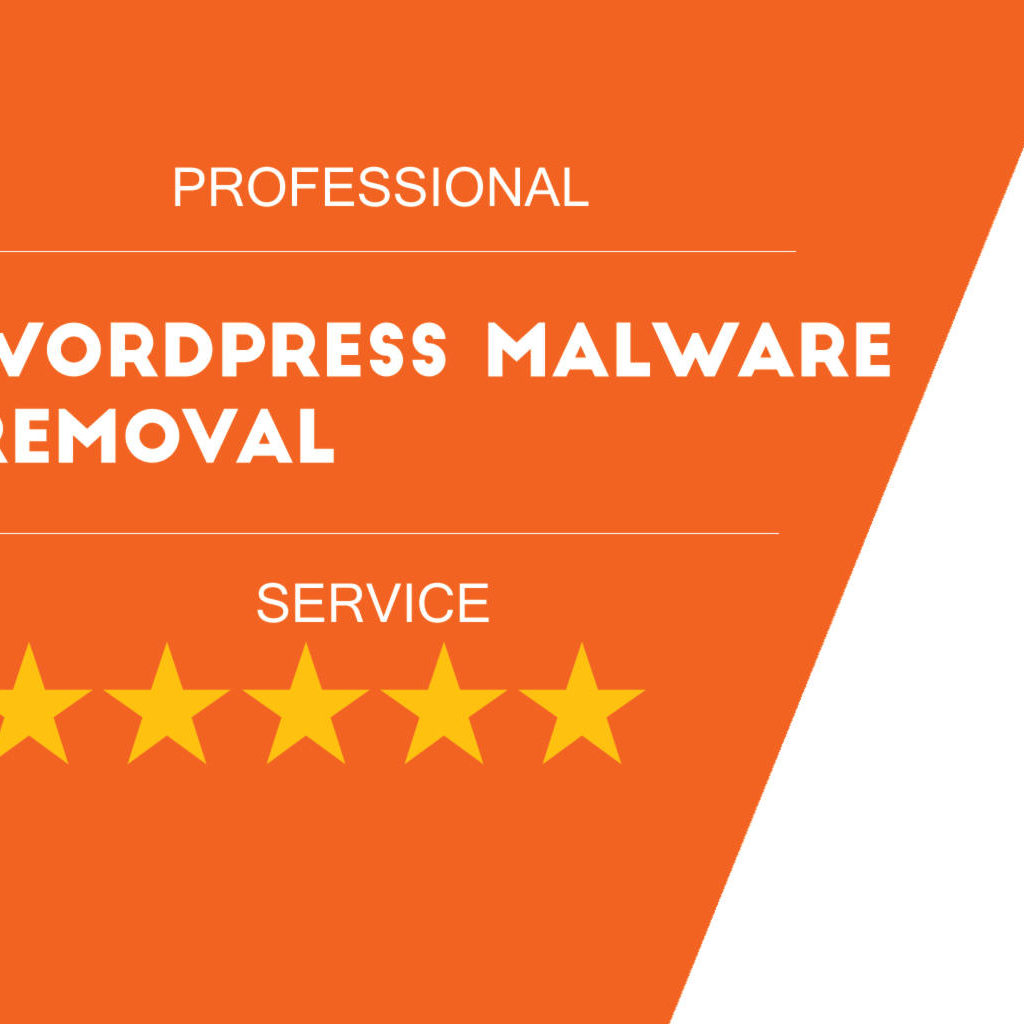 PROFESSIONAL
WORDPRESS MALWARE
REMOVAL
SERVICE